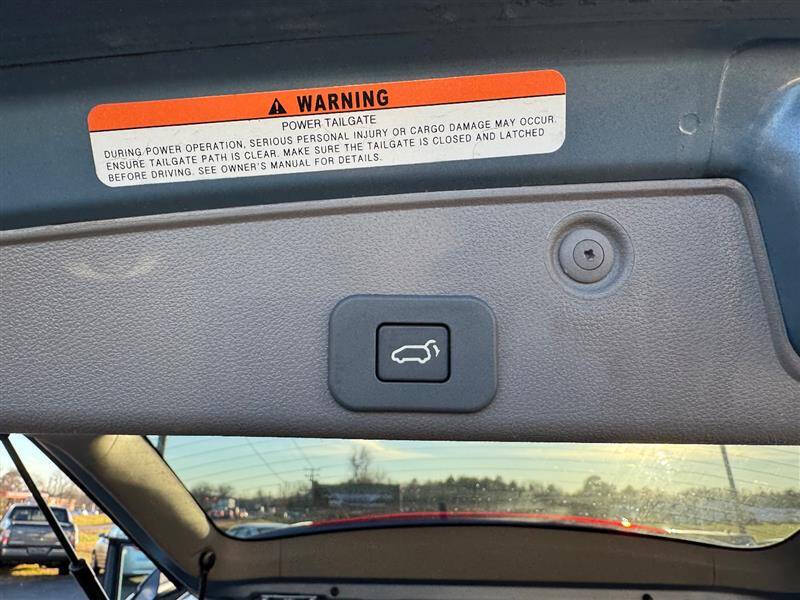 WARNING
POWER TAILGATE
DURING POWER OPERATION, SERIOUS PERSONAL INJURY OR CARGO DAMAGE MAY OCCUR.
ENSURE TAILGATE PATH IS CLEAR. MAKE SURE THE TAILGATE IS CLOSED AND LATCHED
BEFORE DRIVING. SEE OWNER'S MANUAL FOR DETAILS.